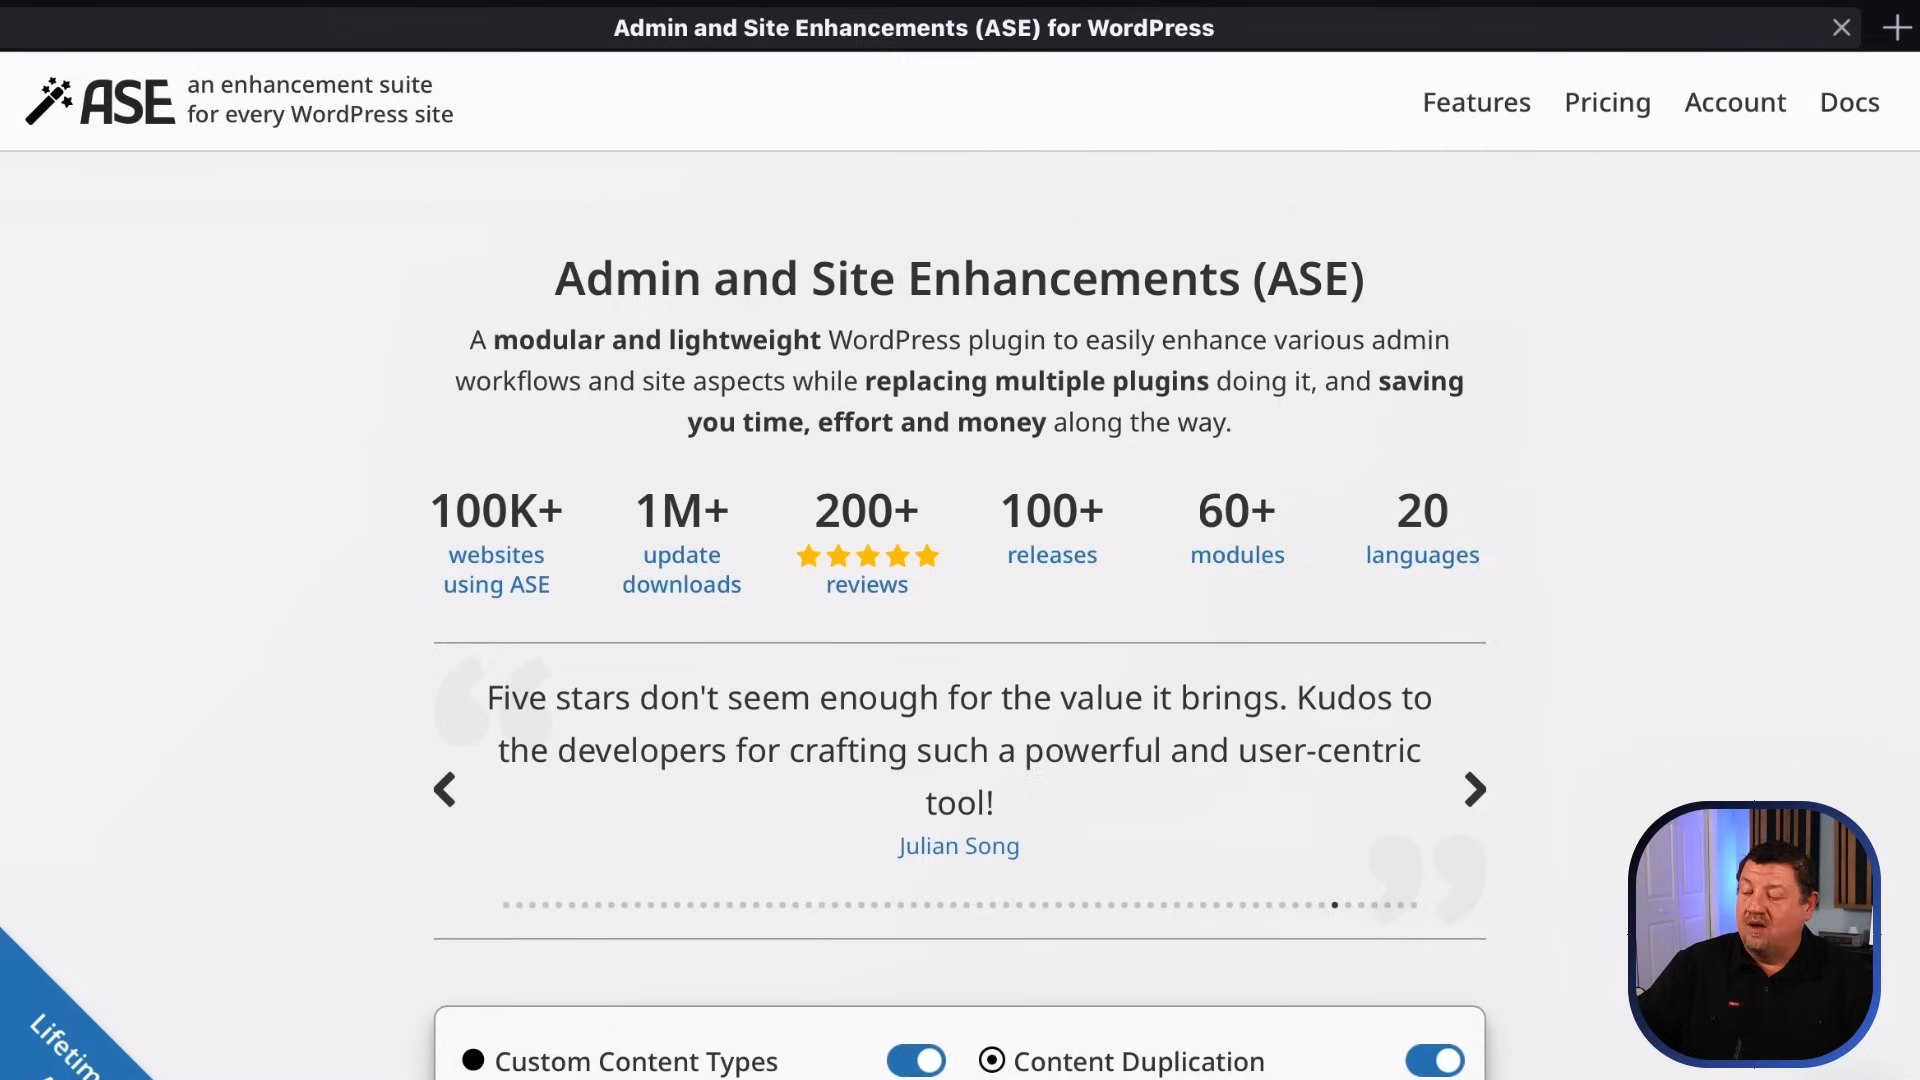 Admin and Site Enhancements (ASE) for WordPress
ASE
an enhancement suite
for every WordPress site
Features Pricing Account Docs
Admin and Site Enhancements (ASE)
A modular and lightweight WordPress plugin to easily enhance various admin
workflows and site aspects while replacing multiple plugins doing it, and saving
you time, effort and money along the way.
100K+ 1M+ 200+ 100+ 60+ 20
websites update releases modules languages
using ASE downloads reviews
Five stars don't seem enough for the value it brings. Kudos to
the developers for crafting such a powerful and user-centric
tool!
Julian Song
Custom Content Types Content Duplication